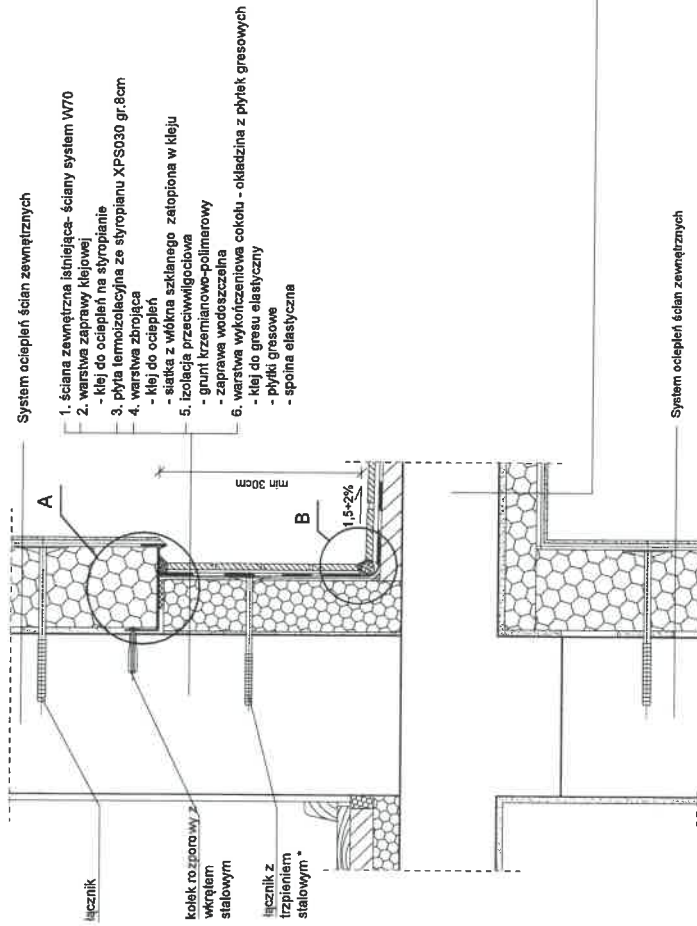 System ociepleń ścian zewnętrznych
1. ściana zewnętrzna istniejąca- ściany system W70
2. warstwa zaprawy klejowej
- klej do ociepleń na styropianie
3. płyta termoizolacyjna ze styropianu XPS030 gr.8cm
4. warstwa zbrojąca
- klej do ociepleń
- siatka z włókna szklanego zatopiona w kleju
5. izolacja przeciwwilgociowa
- grunt krzemianowo-polimerowy
- zaprawa wodoszczelna
6. warstwa wykończeniowa cokołu - okładzina z płytek gresowych
- klej do gresu elastyczny
- płytki gresowe
- spoina elastyczna
A
min 30cm
B
1,5÷2%
łącznik
kołek rozporowy z
wkrętem
stalowym
łącznik z
trzpieniem
stalowym *
System ociepleń ścian zewnętrznych